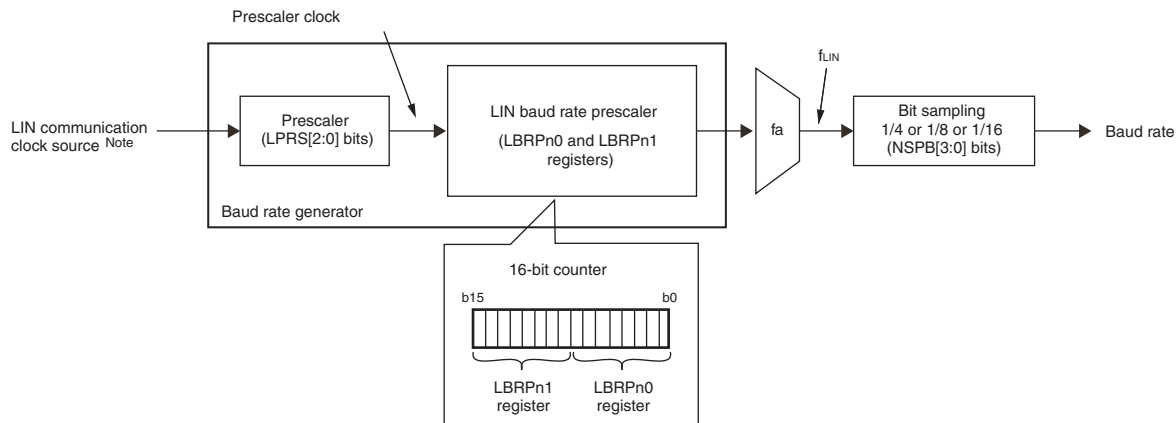 Prescaler clock
fLIN
LIN communication
clock source Note
Prescaler
(LPRS[2:0] bits)
LIN baud rate prescaler
(LBRPn0 and LBRPn1
registers)
fa
Bit sampling
1/4 or 1/8 or 1/16
(NSPB[3:0] bits)
Baud rate
Baud rate generator
16-bit counter
b15
b0
LBRPn1
register
LBRPn0
register